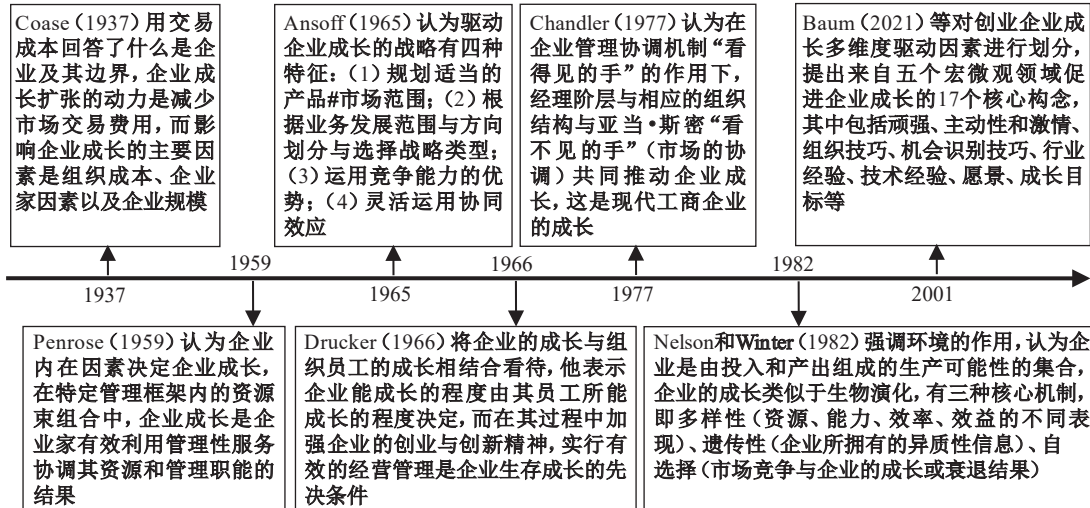 Coase(1937)用交易
成本回答了什么是企
业及其边界，企业成
长扩张的动力是减少
市场交易费用，而影
响企业成长的主要因
素是组织成本、企业
家因素以及企业规模
Ansoff(1965)认为驱动
企业成长的战略有四种
特征：(1)规划适当的
产品#市场范围；(2)根
据业务发展范围与方向
划分与选择战略类型；
(3)运用竞争能力的优
势；(4)灵活运用协同
效应
Chandler(1977)认为在
企业管理协调机制“看
得见的手”的作用下，
经理阶层与相应的组织
结构与亚当•斯密“看
不见的手”(市场的协
调)共同推动企业成
长，这是现代工商企业
的成长
Baum(2021)等对创业企业成
长多维度驱动因素进行划分，
提出来自五个宏微观领域促
进企业成长的17个核心构念，
其中包括顽强、主动性和激情、
组织技巧、机会识别技巧、行业
经验、技术经验、愿景、成长目
标等
1959
1966
1982
1937
1965
1977
2001
Penrose(1959)认为企业
内在因素决定企业成长，
在特定管理框架内的资源
束组合中，企业成长是企
业家有效利用管理性服务
协调其资源和管理职能的
结果
Drucker(1966)将企业的成长与组
织员工的成长相结合看待，他表示
企业能成长的程度由其员工所能
成长的程度决定，而在其过程中加
强企业的创业与创新精神，实行有
效的经营管理是企业生存成长的先
决条件
Nelson和Winter(1982)强调环境的作用，认为企
业是由投入和产出组成的生产可能性的集合，
企业的成长类似于生物演化，有三种核心机制，
即多样性(资源、能力、效率、效益的不同表
现)、遗传性(企业所拥有的异质性信息)、自
选择(市场竞争与企业的成长或衰退结果)